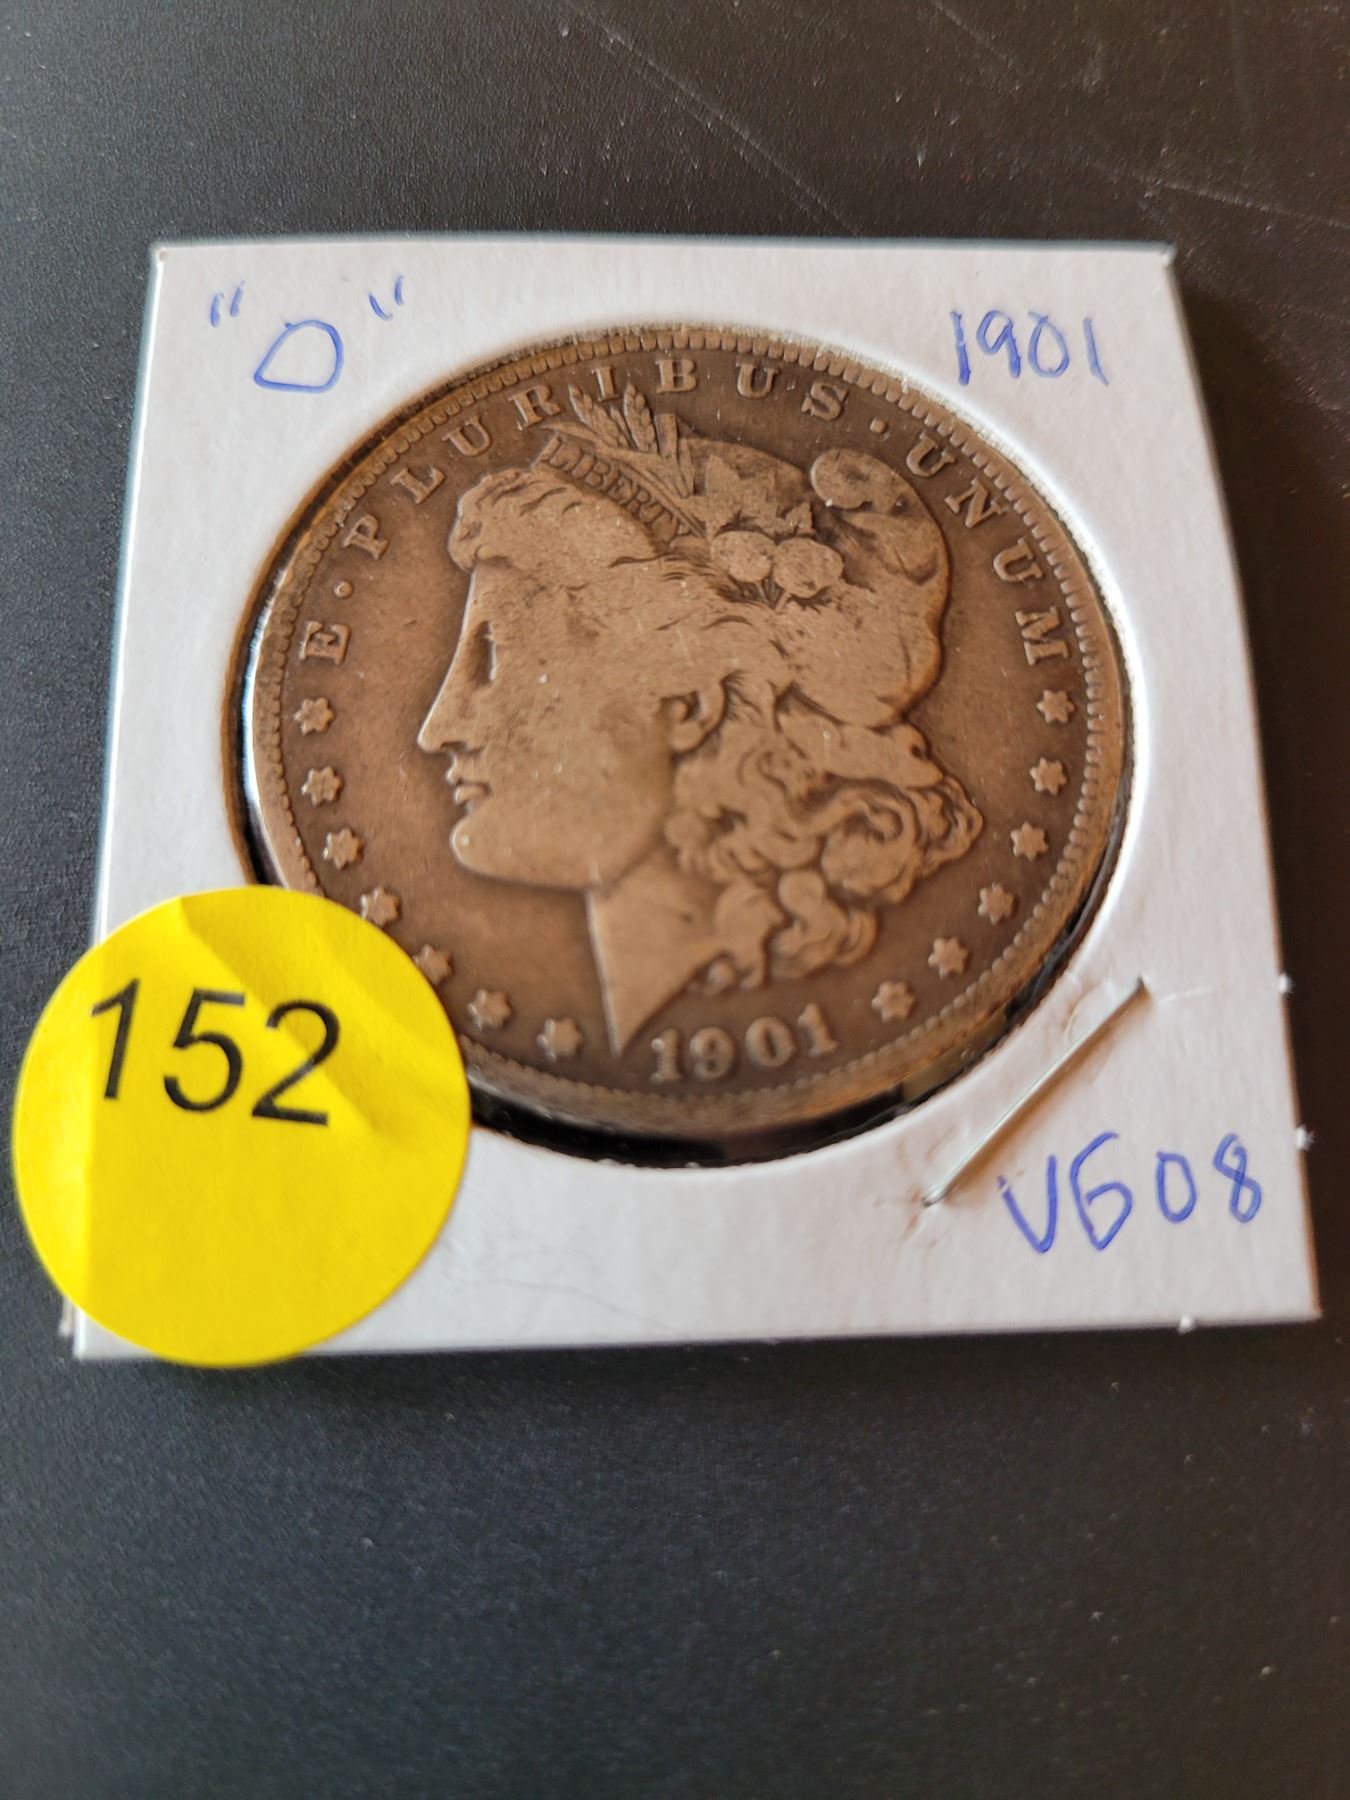 "O" 1901
E · PLURIBUS · UNUM
LIBERTY
1901
152
VG08